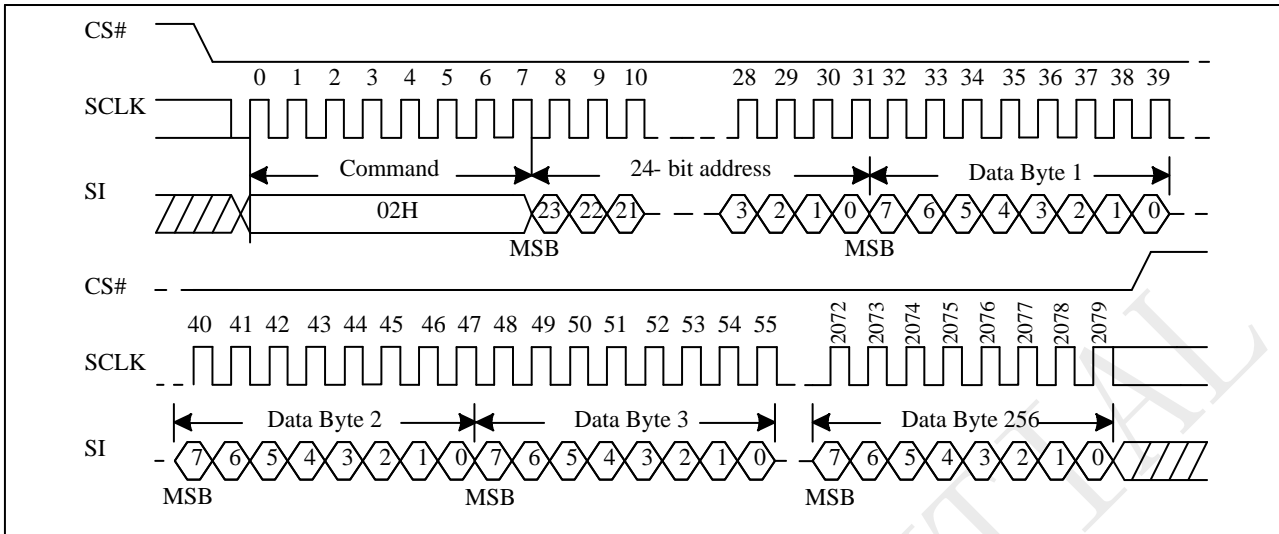 CS#
0 1 2 3 4 5 6 7 8 9 10 28 29 30 31 32 33 34 35 36 37 38 39
SCLK
Command 24- bit address Data Byte 1
SI
02H 23 22 21 3 2 1 0 7 6 5 4 3 2 1 0
MSB MSB
CS#
40 41 42 43 44 45 46 47 48 49 50 51 52 53 54 55 2072 2073 2074 2075 2076 2077 2078 2079
SCLK
Data Byte 2 Data Byte 3 Data Byte 256
SI
7 6 5 4 3 2 1 0 7 6 5 4 3 2 1 0 7 6 5 4 3 2 1 0
MSB MSB MSB